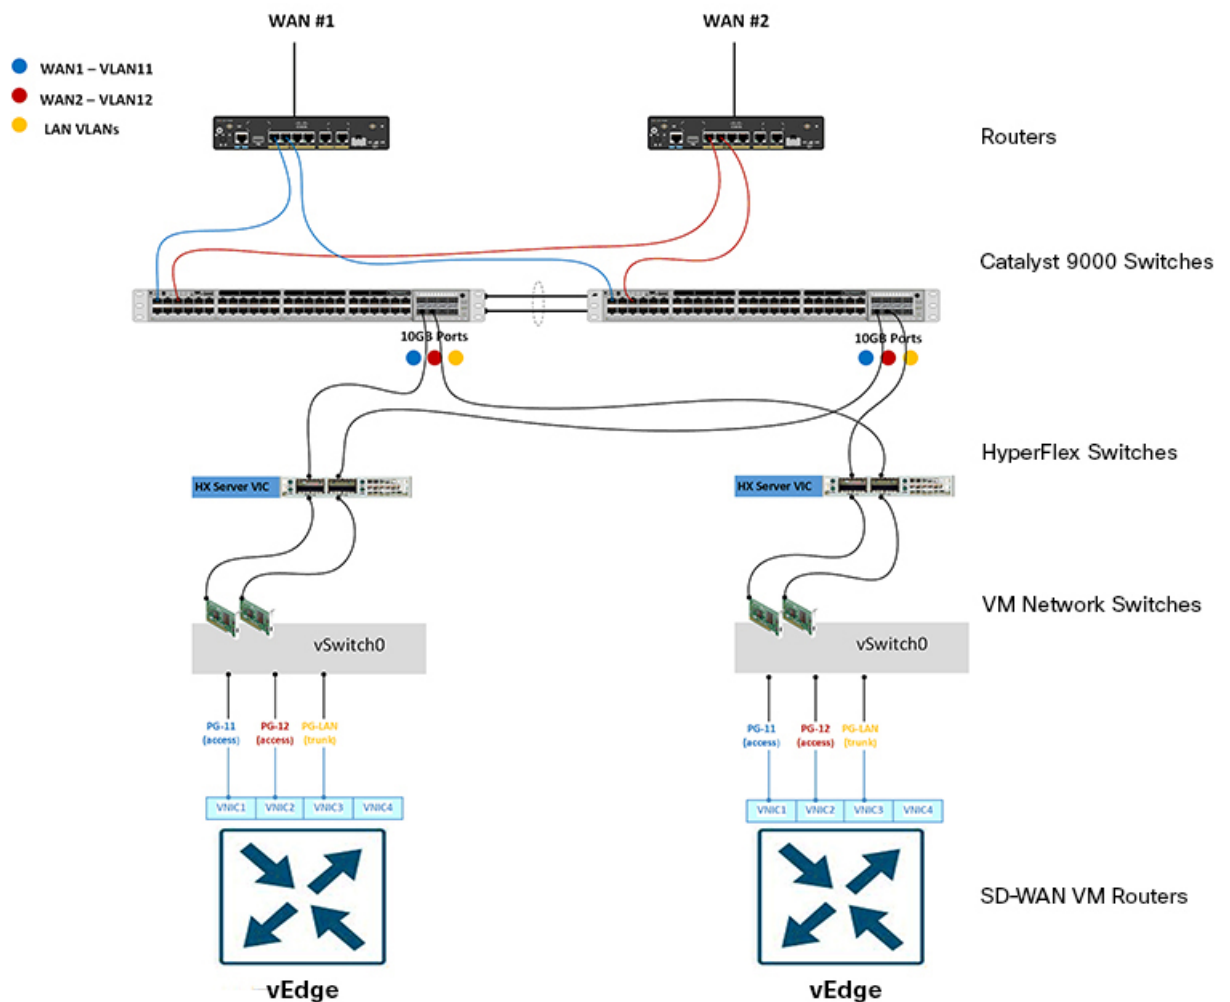 WAN #1
WAN #2
WAN1 – VLAN11
WAN2 – VLAN12
LAN VLANs
Routers
Catalyst 9000 Switches
10GB Ports
10GB Ports
HyperFlex Switches
HX Server VIC
HX Server VIC
VM Network Switches
vSwitch0
vSwitch0
PG-11
(access)
PG-12
(access)
PG-LAN
(trunk)
PG-11
(access)
PG-12
(access)
PG-LAN
(trunk)
VNIC1
VNIC2
VNIC3
VNIC4
VNIC1
VNIC2
VNIC3
VNIC4
SD-WAN VM Routers
vEdge
vEdge